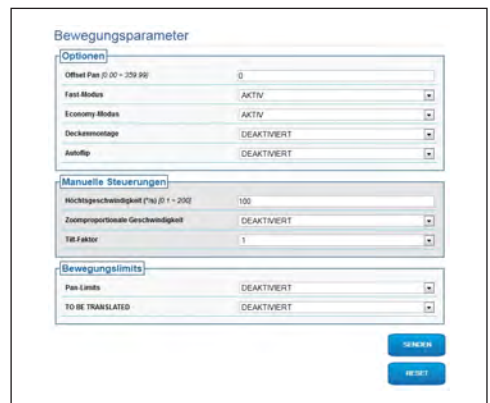 Bewegungsparameter
Optionen
Offset Pan [0.00 ÷ 359.99] 0
Fast-Modus AKTIV
Economy-Modus AKTIV
Deckenmontage DEAKTIVIERT
Autoflip DEAKTIVIERT
Manuelle Steuerungen
Höchstgeschwindigkeit (°/s) [0.1 ÷ 200] 100
Zoomproportionale Geschwindigkeit DEAKTIVIERT
Tilt-Faktor 1
Bewegungslimits
Pan-Limits DEAKTIVIERT
TO BE TRANSLATED DEAKTIVIERT
SENDEN
RESET